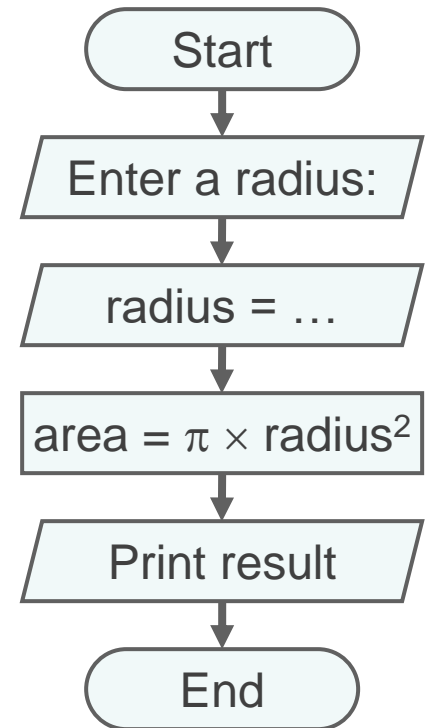 Start
Enter a radius:
radius = …
area = π × radius²
Print result
End